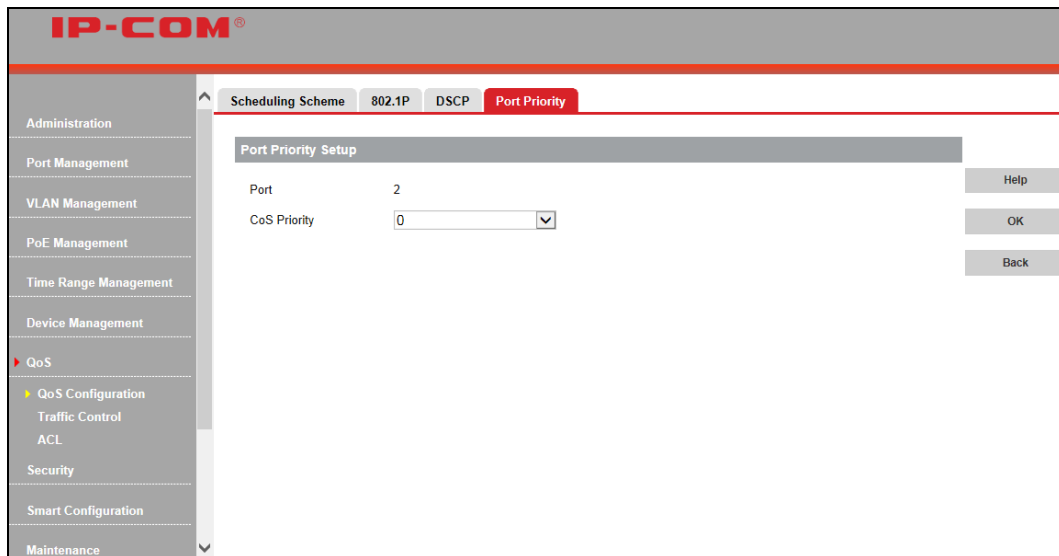 IP-COM®
Scheduling Scheme 802.1P DSCP Port Priority
Administration
Port Management
VLAN Management
PoE Management
Time Range Management
Device Management
QoS
QoS Configuration
Traffic Control
ACL
Security
Smart Configuration
Maintenance
Port Priority Setup
Port 2
CoS Priority 0
Help
OK
Back